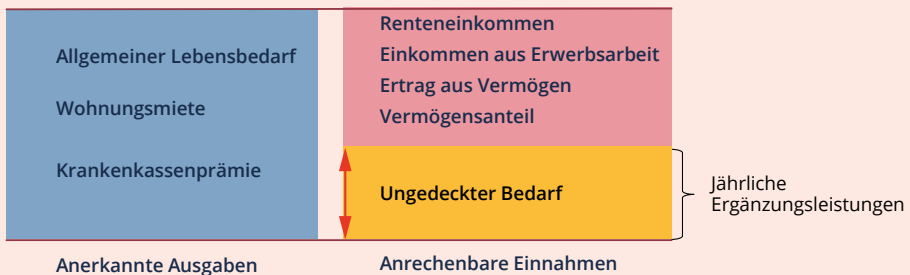 Allgemeiner Lebensbedarf
Wohnungsmiete
Krankenkassenprämie
Anerkannte Ausgaben
Renteneinkommen
Einkommen aus Erwerbsarbeit
Ertrag aus Vermögen
Vermögensanteil
Ungedeckter Bedarf
Anrechenbare Einnahmen
Jährliche
Ergänzungsleistungen